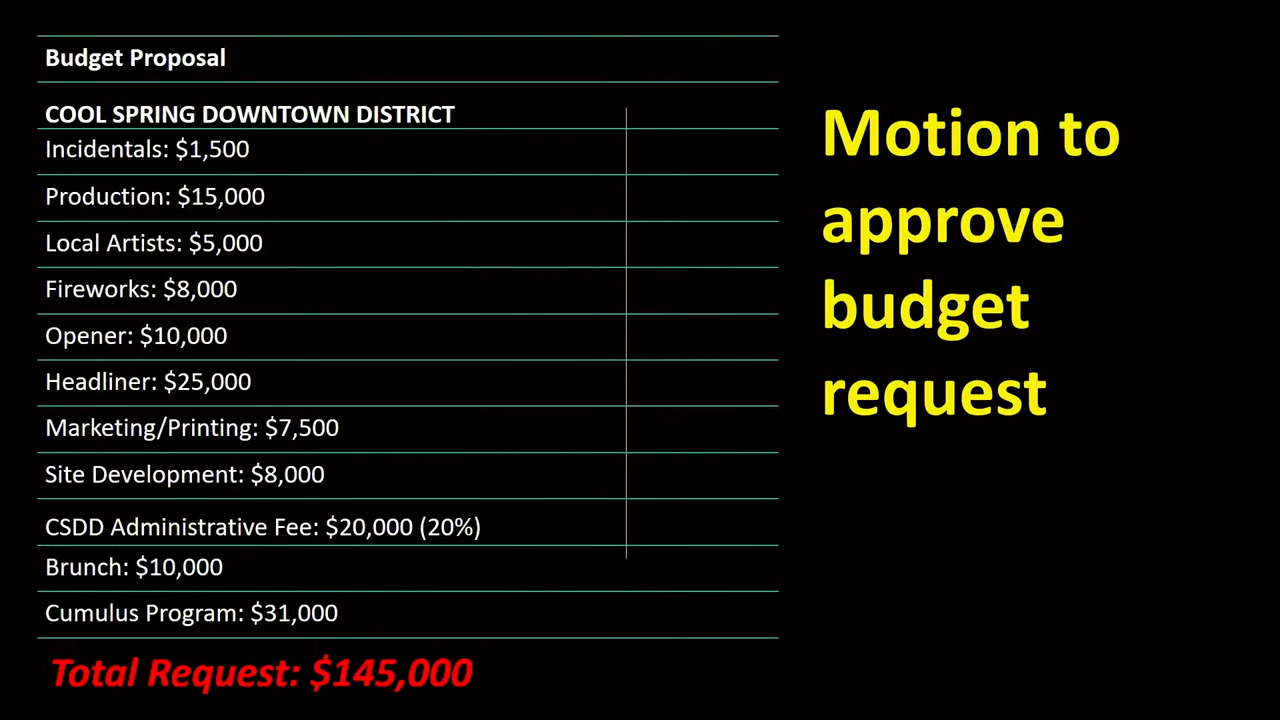 Budget Proposal
COOL SPRING DOWNTOWN DISTRICT
Incidentals: $1,500
Production: $15,000
Local Artists: $5,000
Fireworks: $8,000
Opener: $10,000
Headliner: $25,000
Marketing/Printing: $7,500
Site Development: $8,000
CSDD Administrative Fee: $20,000 (20%)
Brunch: $10,000
Cumulus Program: $31,000
Total Request: $145,000
Motion to
approve
budget
request